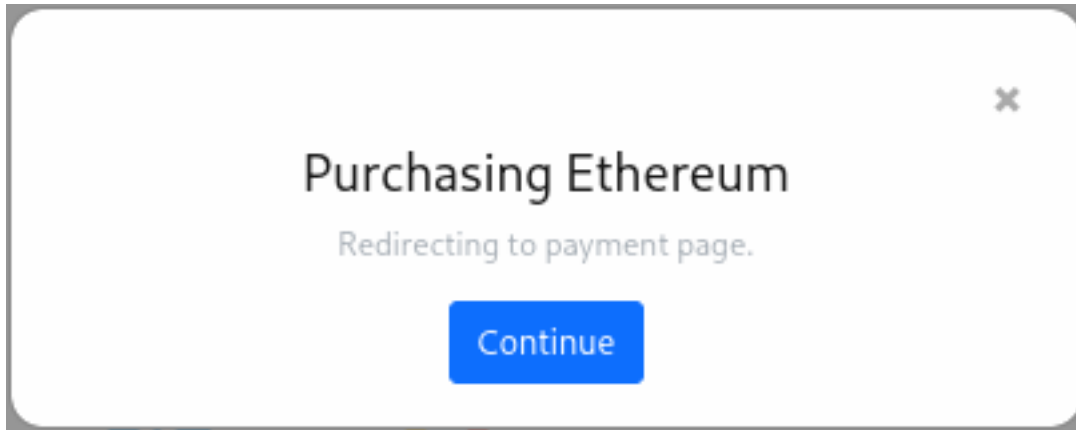 Purchasing Ethereum
Redirecting to payment page.
Continue